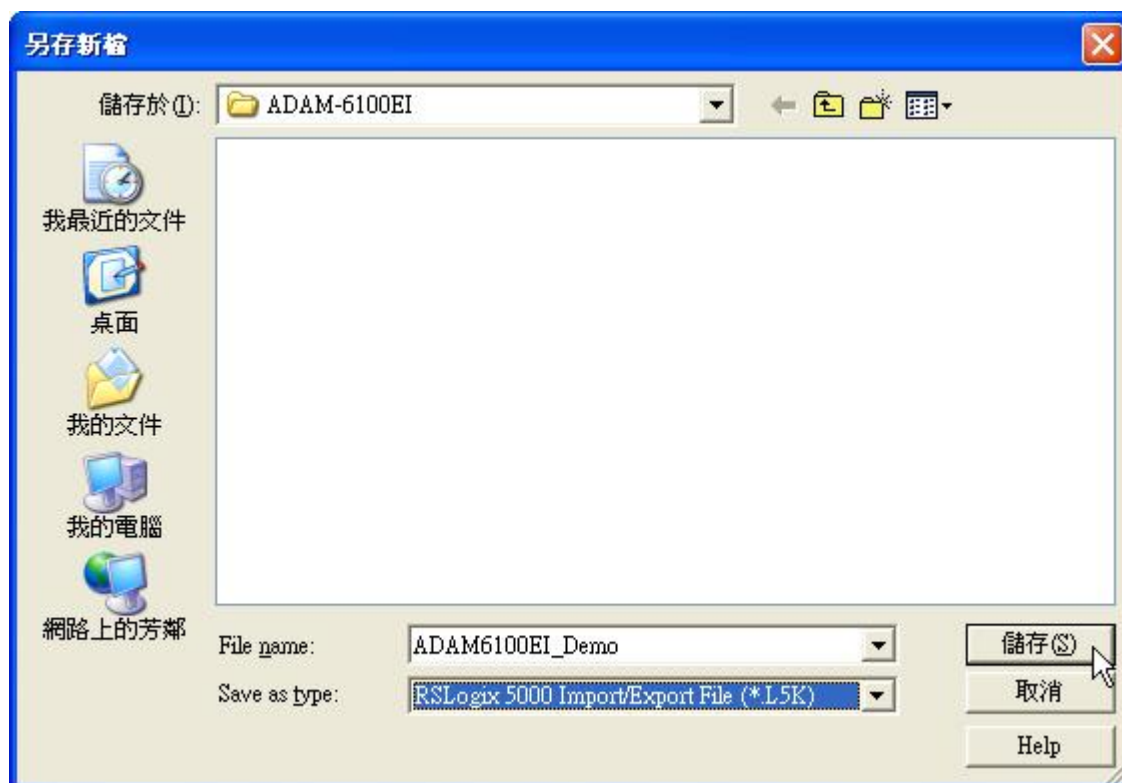 另存新檔
儲存於(I):
ADAM-6100EI
我最近的文件
桌面
我的文件
我的電腦
網路上的芳鄰
File name:
ADAM6100EI_Demo
儲存(S)
Save as type:
RSLogix 5000 Import/Export File (*.L5K)
取消
Help